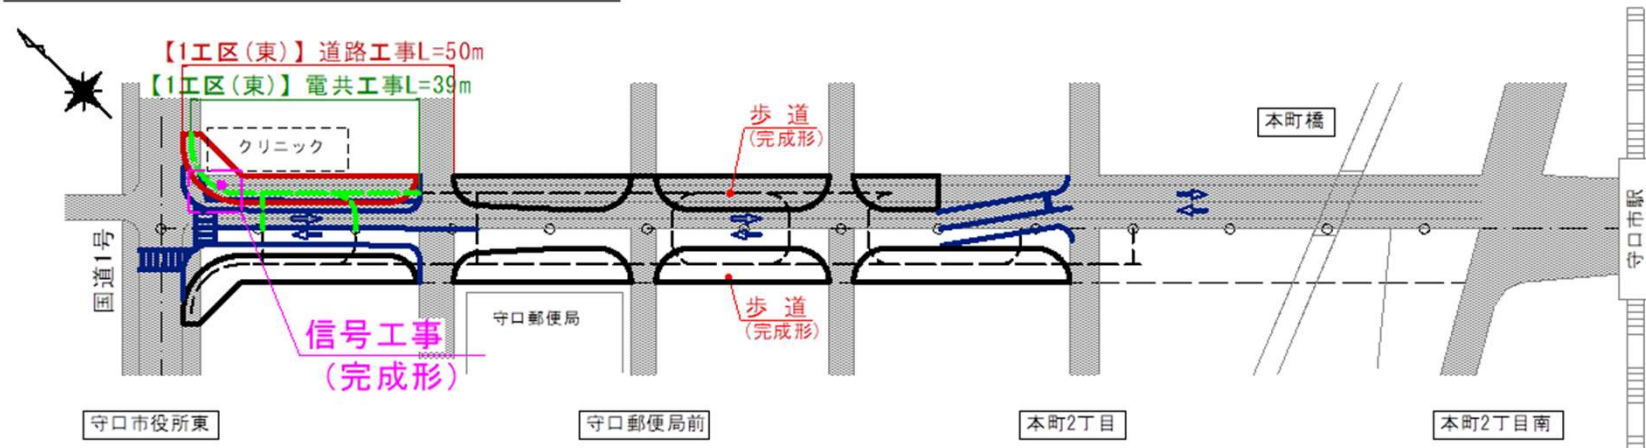 【1工区(東)】道路工事L=50m
【1工区(東)】電共工事L=39m
クリニック
歩 道
(完成形)
本町橋
国道1号
守口市駅
信号工事
(完成形)
守口郵便局
歩 道
(完成形)
守口市役所東
守口郵便局前
本町2丁目
本町2丁目南